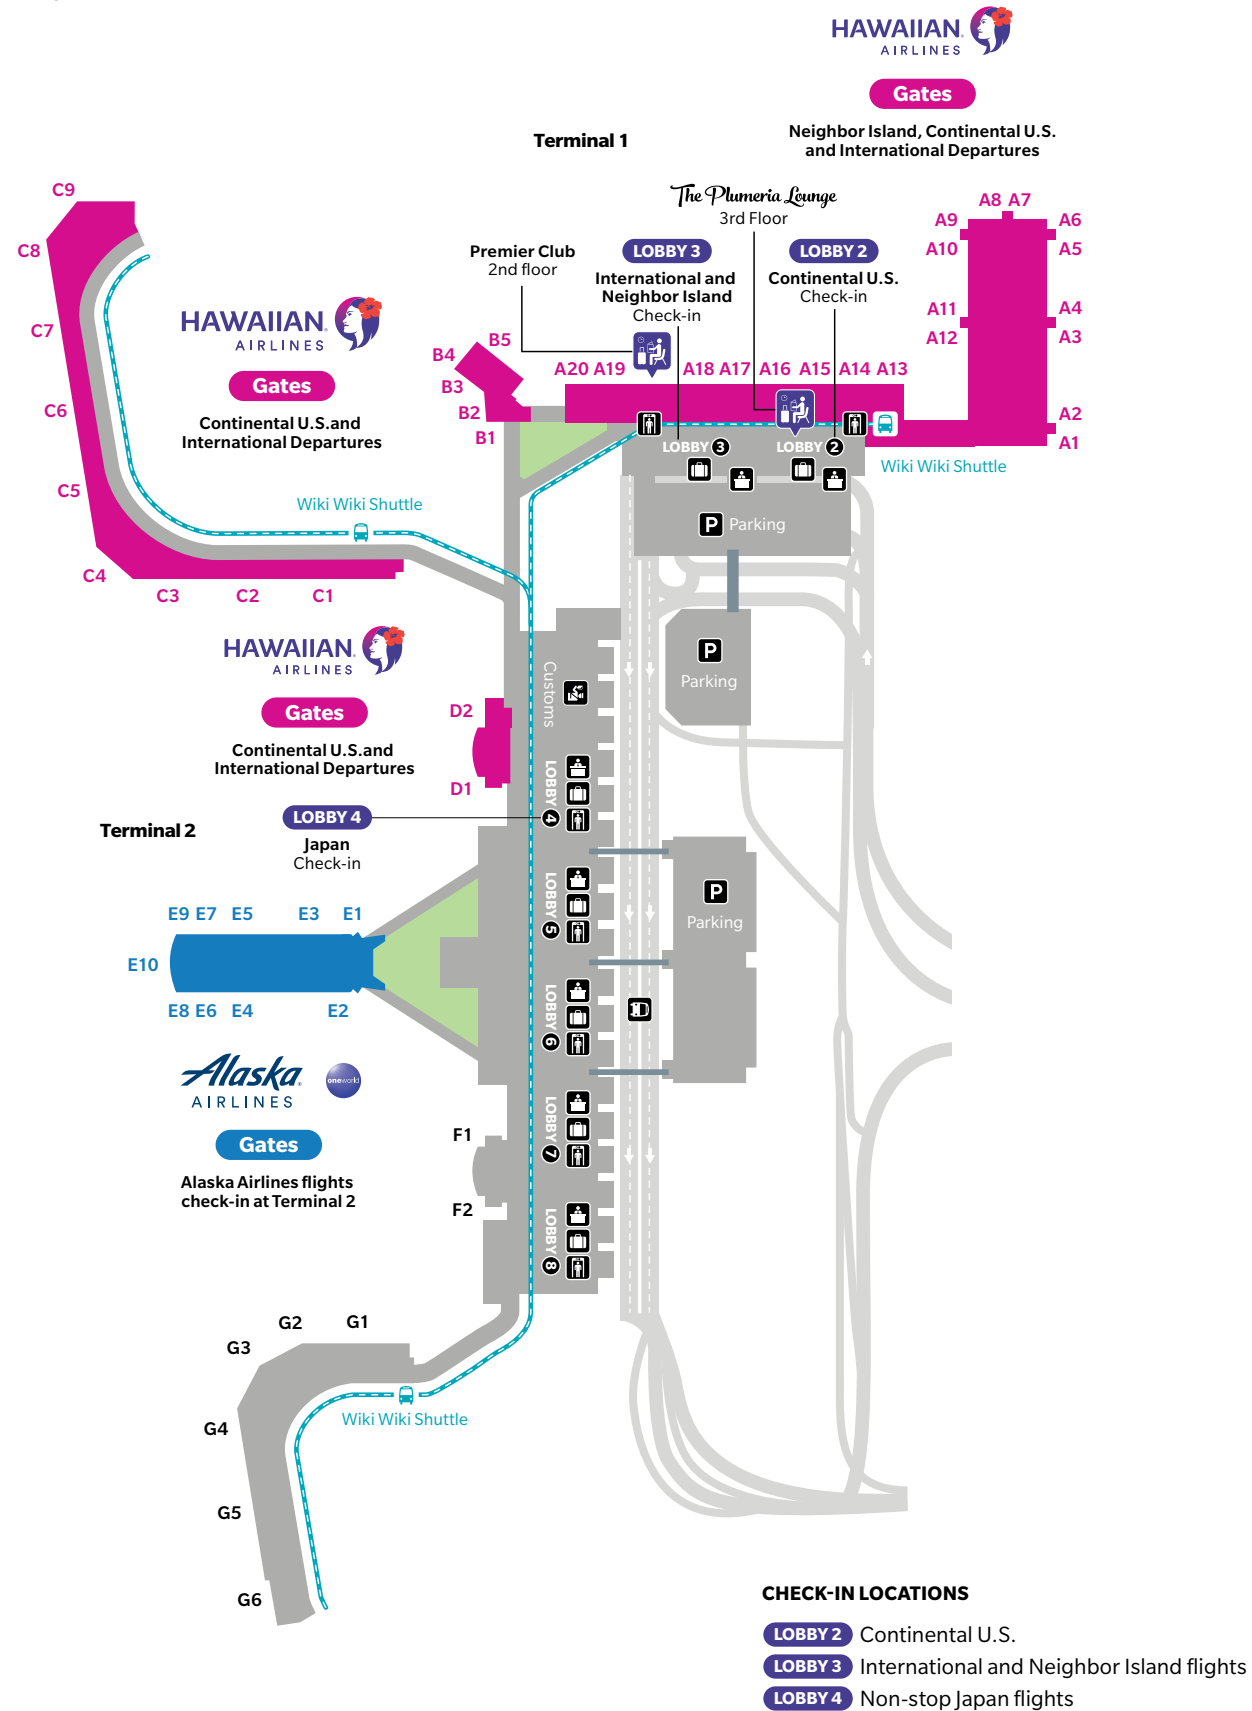 HAWAIIAN
AIRLINES
Gates
Neighbor Island, Continental U.S.
and International Departures
Terminal 1
The Plumeria Lounge
3rd Floor
C9
C8
C7
C6
C5
C4
C3
C2
C1
HAWAIIAN
AIRLINES
Gates
Continental U.S.and
International Departures
Premier Club
2nd floor
LOBBY 3
International and
Neighbor Island
Check-in
LOBBY 2
Continental U.S.
Check-in
A8 A7
A9
A6
A10
A5
A11
A4
A12
A3
A2
A1
B5
B4
B3
B2
B1
A20 A19
A18 A17 A16 A15 A14 A13
LOBBY 3
LOBBY 2
Wiki Wiki Shuttle
Wiki Wiki Shuttle
P Parking
HAWAIIAN
AIRLINES
Gates
Continental U.S.and
International Departures
P
Parking
Customs
D2
D1
LOBBY 4
Terminal 2
LOBBY 4
Japan
Check-in
LOBBY 5
P
Parking
E9 E7 E5 E3 E1
E10
E8 E6 E4 E2
LOBBY 6
Alaska
AIRLINES
oneworld
Gates
Alaska Airlines flights
check-in at Terminal 2
F1
F2
LOBBY 7
LOBBY 8
G1
G2
G3
G4
G5
G6
Wiki Wiki Shuttle
CHECK-IN LOCATIONS
LOBBY 2 Continental U.S.
LOBBY 3 International and Neighbor Island flights
LOBBY 4 Non-stop Japan flights